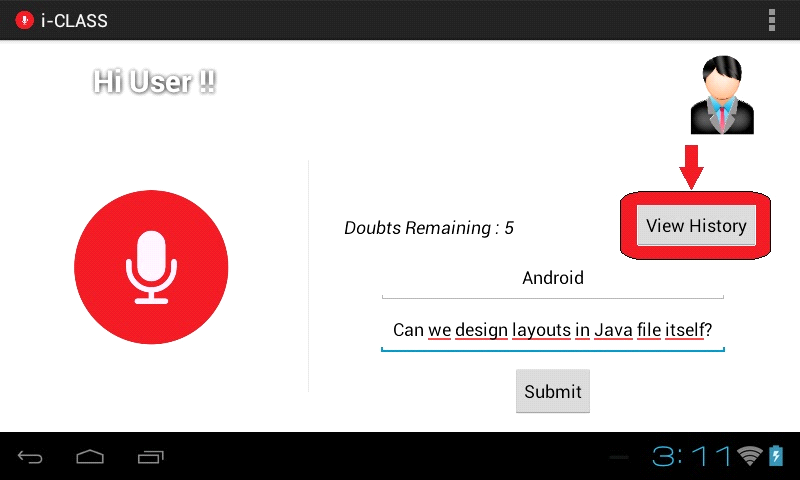 i-CLASS
Hi User !!
Doubts Remaining : 5
View History
Android
Can we design layouts in Java file itself?
Submit
3:11